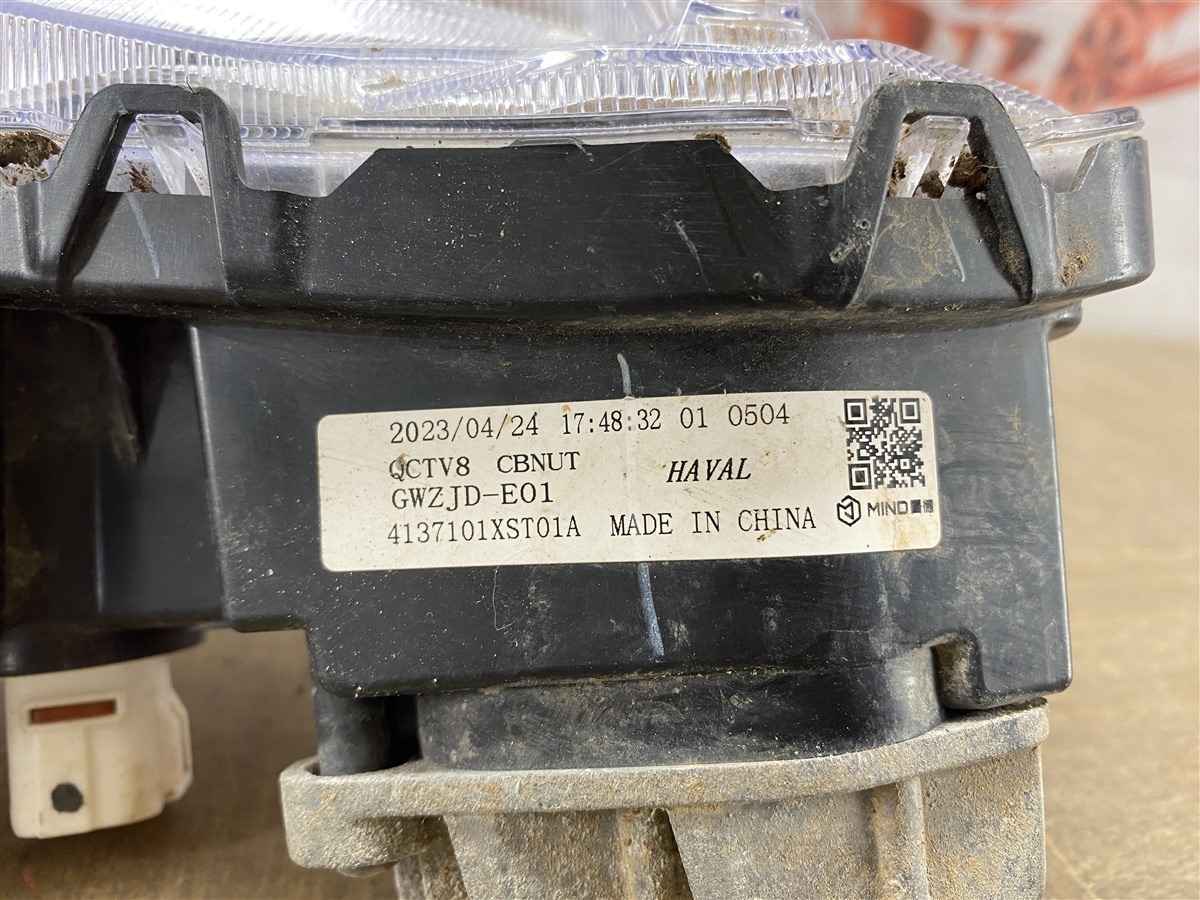 2023/04/24 17:48:32 01 0504
QCTV8 CBNUT HAVAL
GWZJD-E01
4137101XST01A MADE IN CHINA
MIND